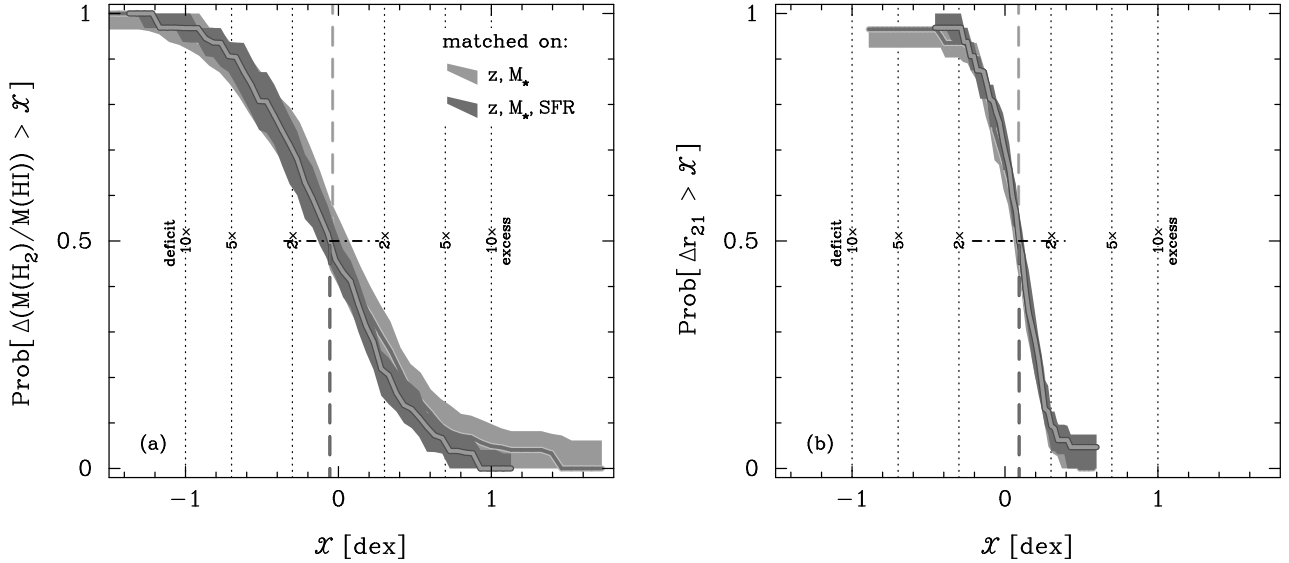 Prob[ Δ(M(H₂)/M(HI)) > 𝓧 ]
1
0.5
0
matched on:
z, M⋆
z, M⋆, SFR
deficit
10×
5×
2×
2×
5×
10×
excess
(a)
−1
0
1
𝓧 [dex]
Prob[ Δr₂₁ > 𝓧 ]
1
0.5
0
deficit
10×
5×
2×
2×
5×
10×
excess
(b)
−1
0
1
𝓧 [dex]